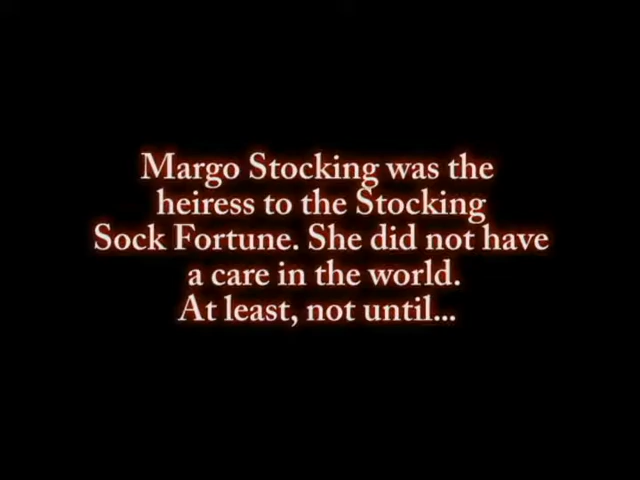 Margo Stocking was the
heiress to the Stocking
Sock Fortune. She did not have
a care in the world.
At least, not until...